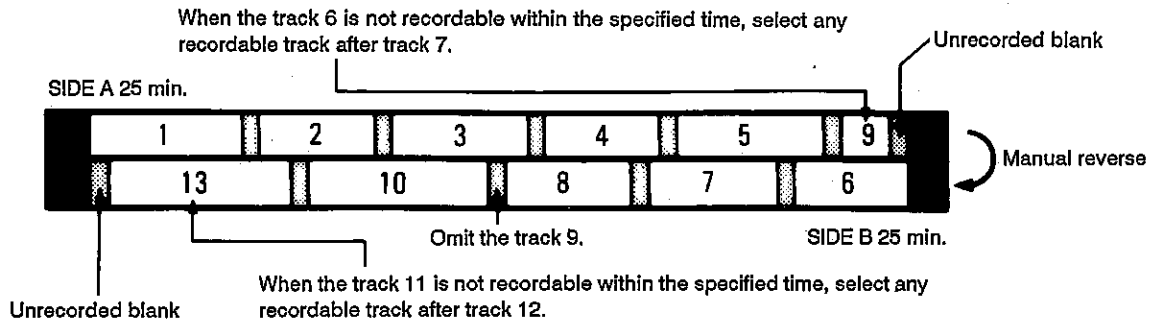 When the track 6 is not recordable within the specified time, select any
recordable track after track 7.
Unrecorded blank
SIDE A 25 min.
1 2 3 4 5 9
Manual reverse
13 10 8 7 6
Omit the track 9.
SIDE B 25 min.
When the track 11 is not recordable within the specified time, select any
recordable track after track 12.
Unrecorded blank